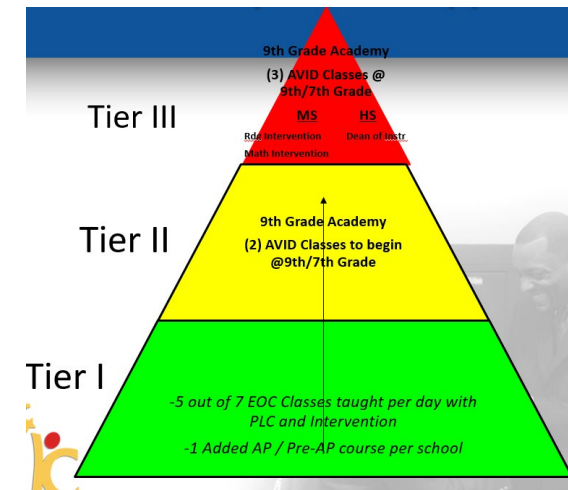 9th Grade Academy
(3) AVID Classes @
9th/7th Grade
MS HS
Rdg Intervention Dean of Instr
Math Intervention
Tier III
9th Grade Academy
(2) AVID Classes to begin
@9th/7th Grade
Tier II
Tier I
-5 out of 7 EOC Classes taught per day with
PLC and Intervention
-1 Added AP / Pre-AP course per school